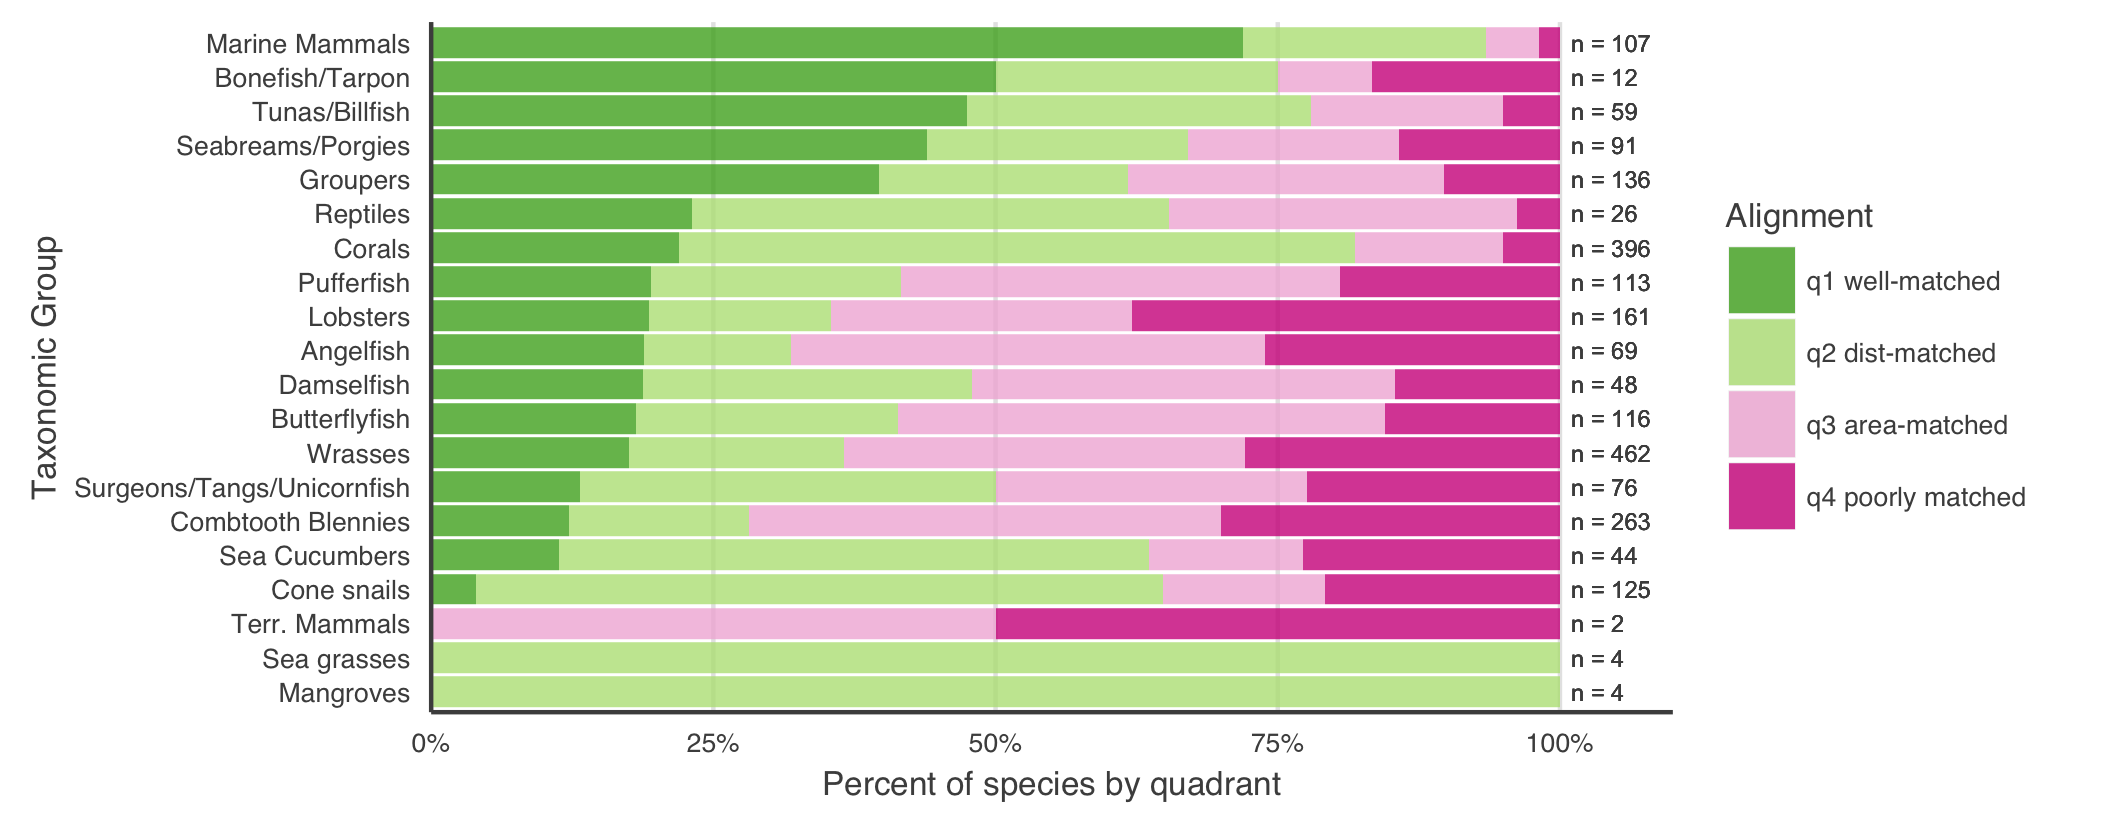 Taxonomic Group
Marine Mammals n = 107
Bonefish/Tarpon n = 12
Tunas/Billfish n = 59
Seabreams/Porgies n = 91
Groupers n = 136
Reptiles n = 26
Corals n = 396
Pufferfish n = 113
Lobsters n = 161
Angelfish n = 69
Damselfish n = 48
Butterflyfish n = 116
Wrasses n = 462
Surgeons/Tangs/Unicornfish n = 76
Combtooth Blennies n = 263
Sea Cucumbers n = 44
Cone snails n = 125
Terr. Mammals n = 2
Sea grasses n = 4
Mangroves n = 4
0% 25% 50% 75% 100%
Percent of species by quadrant
Alignment
q1 well-matched
q2 dist-matched
q3 area-matched
q4 poorly matched